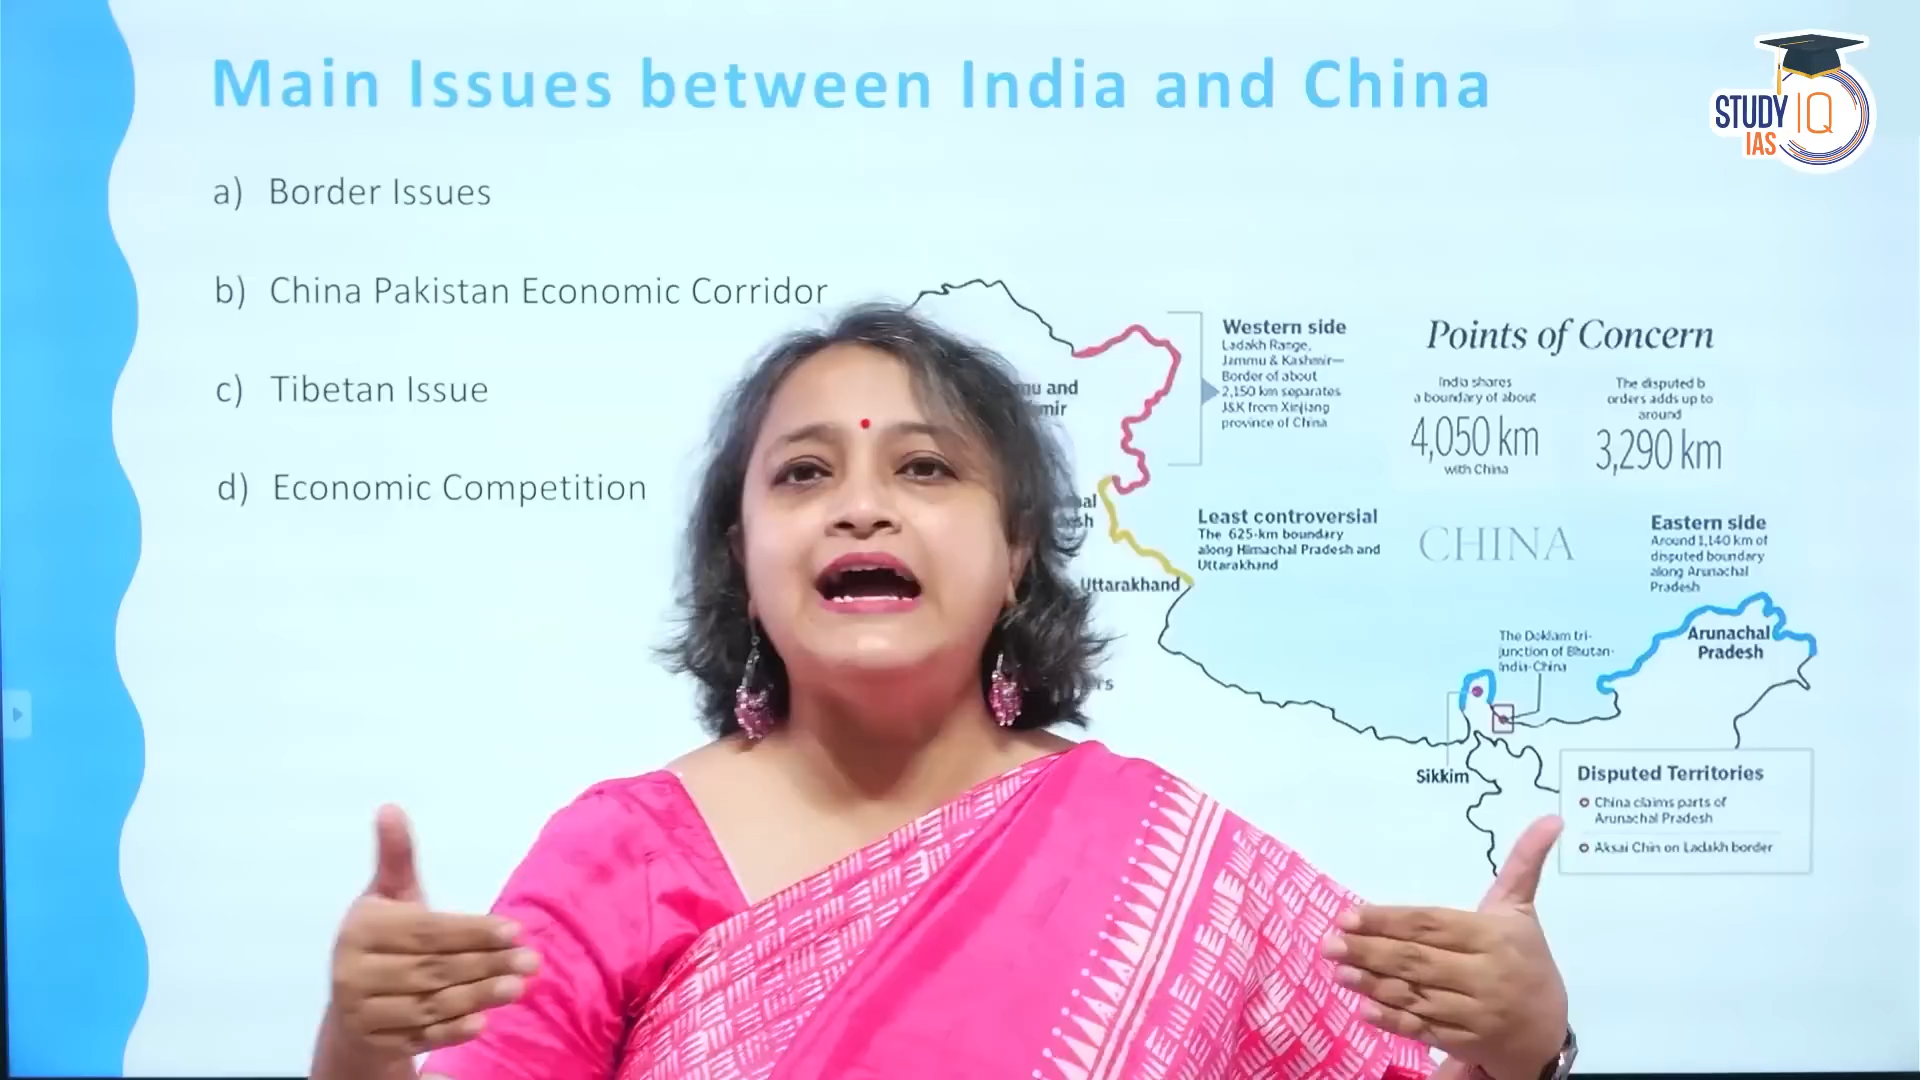 Main Issues between India and China
STUDY IQ
IAS
a) Border Issues
b) China Pakistan Economic Corridor
c) Tibetan Issue
d) Economic Competition
Western side
Ladakh Range,
Jammu & Kashmir—
Border of about
2,150 km separates
J&K from Xinjiang
province of China
Points of Concern
India shares
a boundary of about
4,050 km
with China
The disputed b
orders adds up to
around
3,290 km
and
Least controversial
The 625-km boundary
along Himachal Pradesh and
Uttarakhand
Uttarakhand
CHINA
Eastern side
Around 1,140 km of
disputed boundary
along Arunachal
Pradesh
The Doklam tri-
junction of Bhutan-
India-China
Arunachal
Pradesh
Sikkim
Disputed Territories
China claims parts of
Arunachal Pradesh
Aksai Chin on Ladakh border